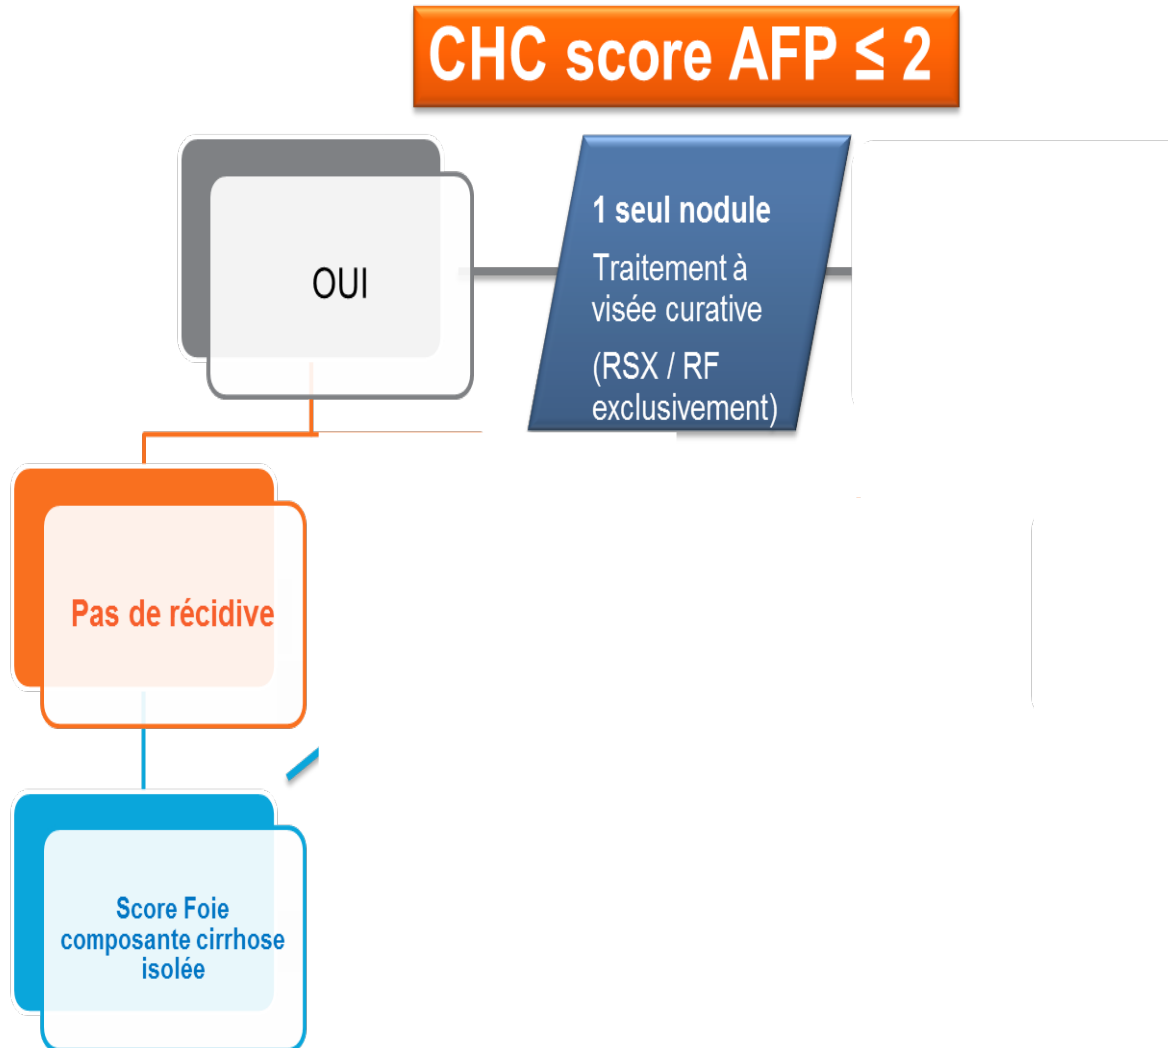 CHC score AFP ≤ 2
OUI
1 seul nodule
Traitement à
visée curative
(RSX / RF
exclusivement)
Pas de récidive
Score Foie
composante cirrhose
isolée